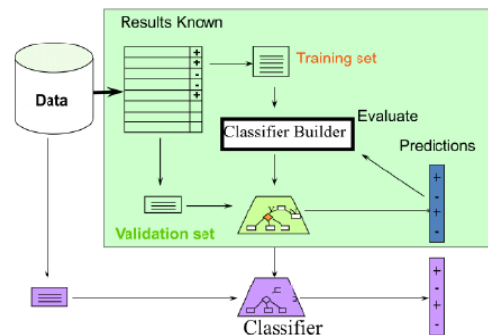 Results Known
+
+
-
-
+
Training set
Data
Classifier Builder
Evaluate
Predictions
+
-
+
-
Validation set
+
-
+
-
Classifier